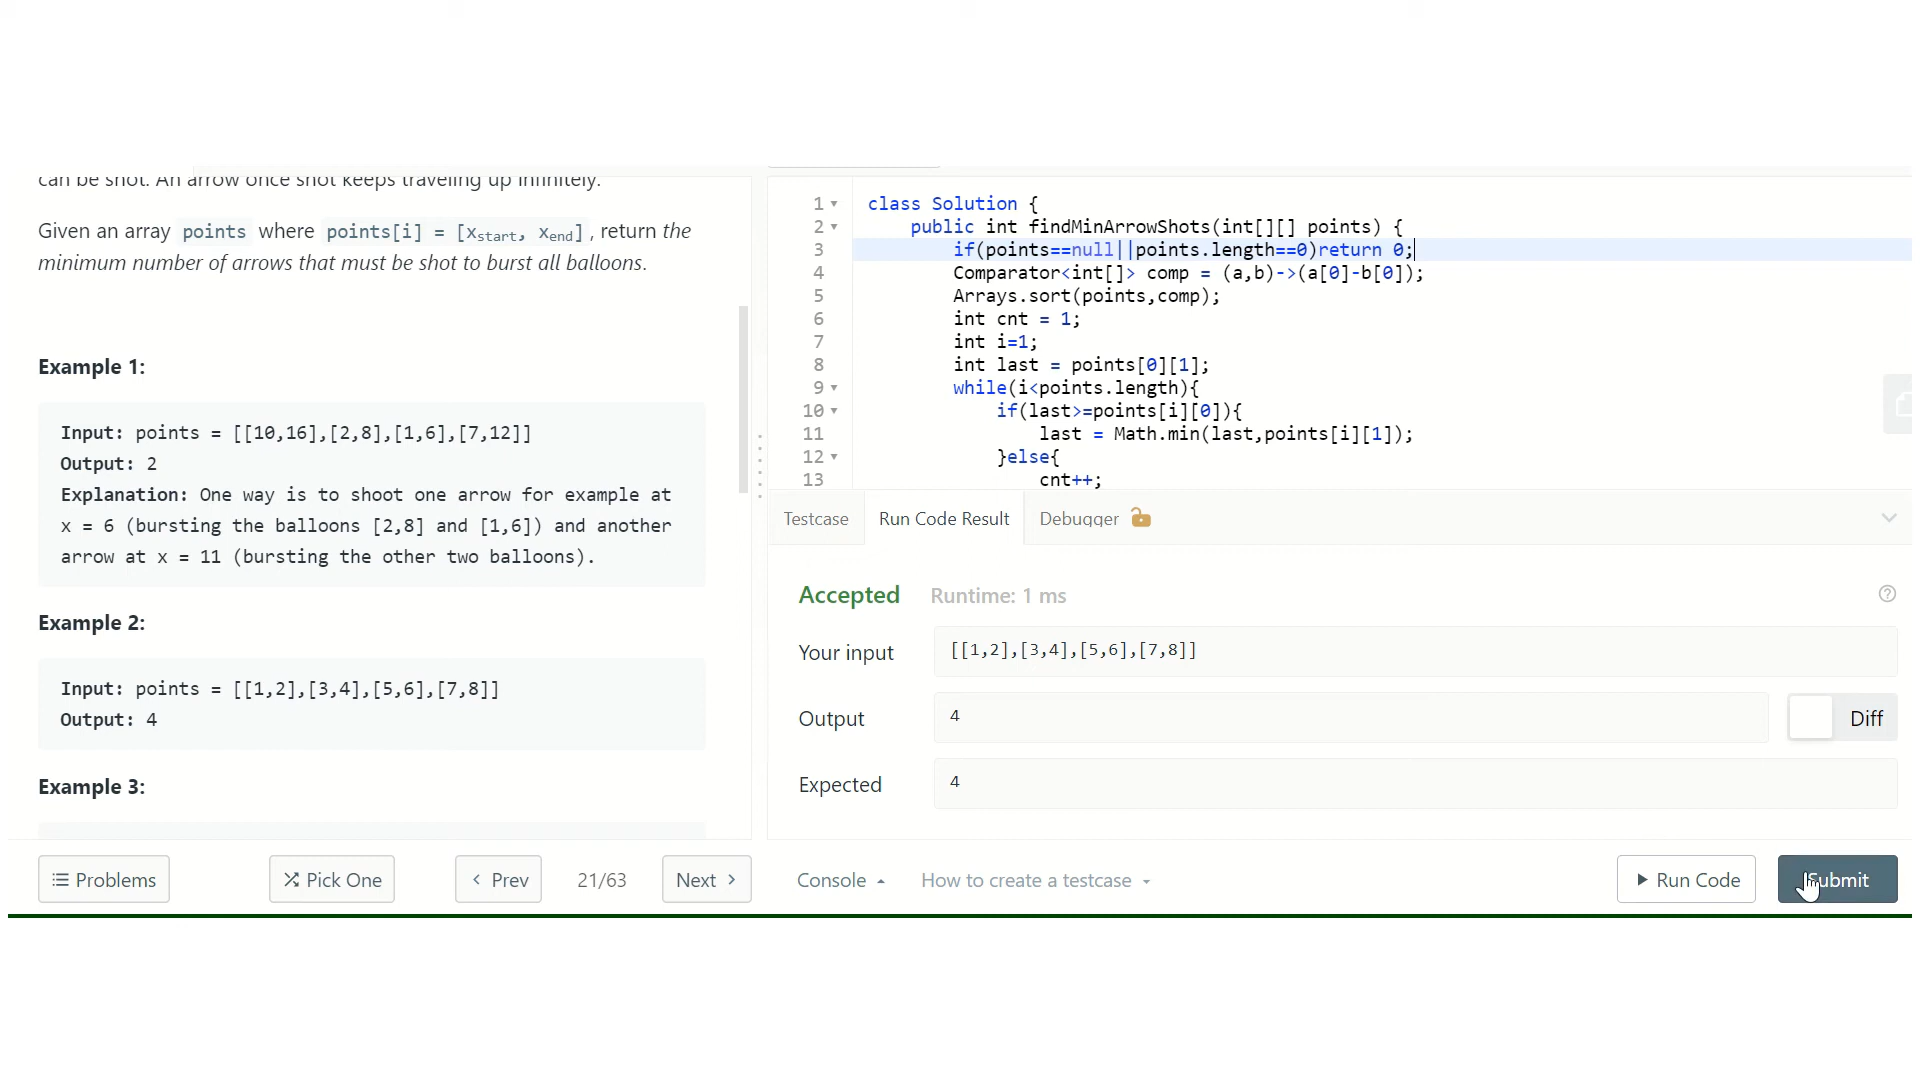 can be shot. An arrow once shot keeps traveling up infinitely.
Given an array points where points[i] = [xstart, xend], return the
minimum number of arrows that must be shot to burst all balloons.
Example 1:
Input: points = [[10,16],[2,8],[1,6],[7,12]]
Output: 2
Explanation: One way is to shoot one arrow for example at
x = 6 (bursting the balloons [2,8] and [1,6]) and another
arrow at x = 11 (bursting the other two balloons).
Example 2:
Input: points = [[1,2],[3,4],[5,6],[7,8]]
Output: 4
Example 3:
Problems
Pick One
Prev
21/63
Next
1 class Solution {
2 public int findMinArrowShots(int[][] points) {
3 if(points==null||points.length==0)return 0;
4 Comparator<int[]> comp = (a,b)->(a[0]-b[0]);
5 Arrays.sort(points,comp);
6 int cnt = 1;
7 int i=1;
8 int last = points[0][1];
9 while(i<points.length){
10 if(last>=points[i][0]){
11 last = Math.min(last,points[i][1]);
12 }else{
13 cnt++;
Testcase Run Code Result Debugger
Accepted Runtime: 1 ms
Your input [[1,2],[3,4],[5,6],[7,8]]
Output 4 Diff
Expected 4
Console How to create a testcase Run Code Submit